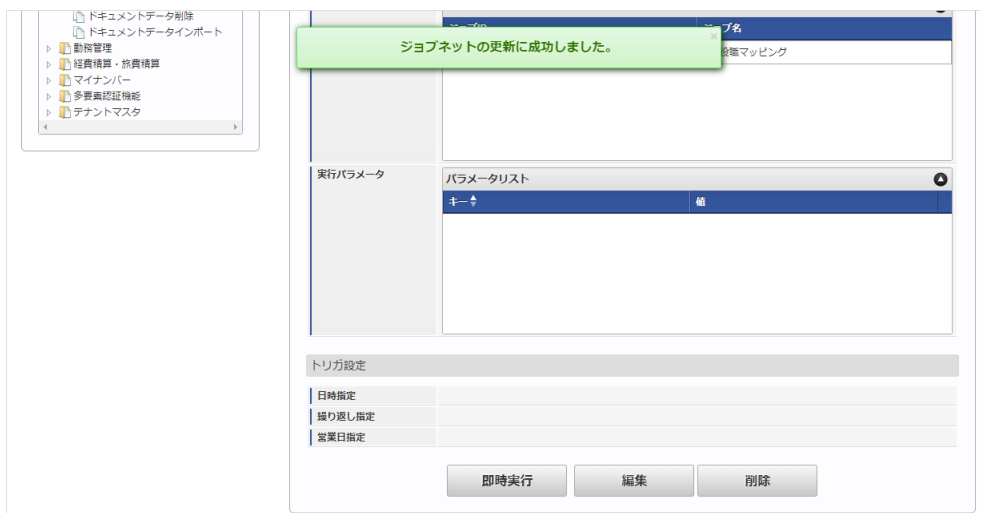 ドキュメントデータ削除
ドキュメントデータインポート
勤務管理
経費精算・旅費精算
マイナンバー
多要素認証機能
テナントマスタ
ジョブネットの更新に成功しました。
×
役職マッピング
実行パラメータ
パラメータリスト
キー
値
トリガ設定
日時指定
繰り返し指定
営業日指定
即時実行
編集
削除